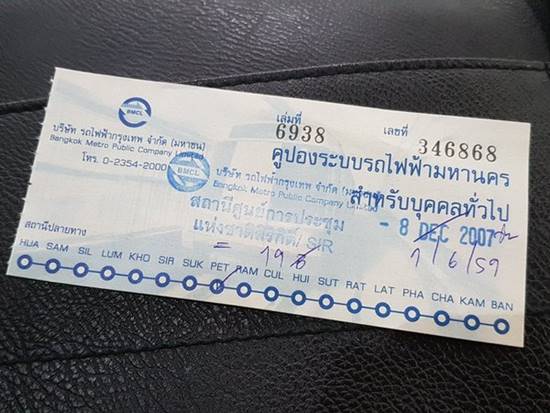 BMCL
บริษัท รถไฟฟ้ากรุงเทพ จำกัด (มหาชน)
Bangkok Metro Public Company Limited
โทร. 0-2354-2000
เล่มที่ 6938
เลขที่ 346868
คูปองระบบรถไฟฟ้ามหานคร
สำหรับบุคคลทั่วไป
BMCL
บริษัท รถไฟฟ้ากรุงเทพ จำกัด (มหาชน)
Bangkok Metro Public Company Limited
สถานีศูนย์การประชุม
แห่งชาติสิริกิติ์/ SIR
- 8 DEC 2007
1/6/59
= 19
สถานีปลายทาง
HUA SAM SIL LUM KHO SIR SUK PET RAM CUL HUI SUT RAT LAT PHA CHA KAM BAN